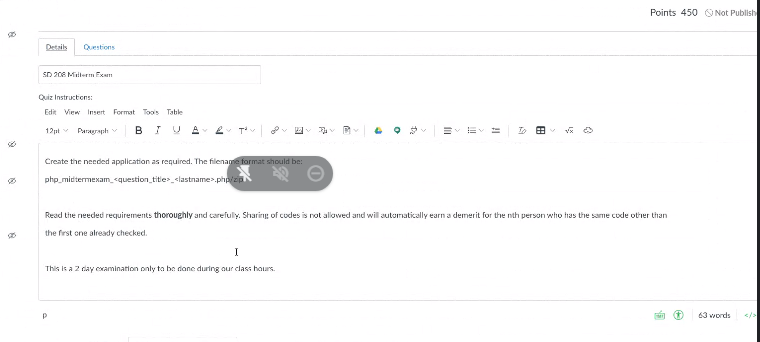 Points 450 Not Publish
Details Questions
SD 208 Midterm Exam
Quiz Instructions:
Edit View Insert Format Tools Table
12pt Paragraph B I U A T²
Create the needed application as required. The filename format should be:
php_midtermexam_<question_title>_<lastname>.php/zip
Read the needed requirements thoroughly and carefully. Sharing of codes is not allowed and will automatically earn a demerit for the nth person who has the same code other than
the first one already checked.
This is a 2 day examination only to be done during our class hours.
p 63 words </>